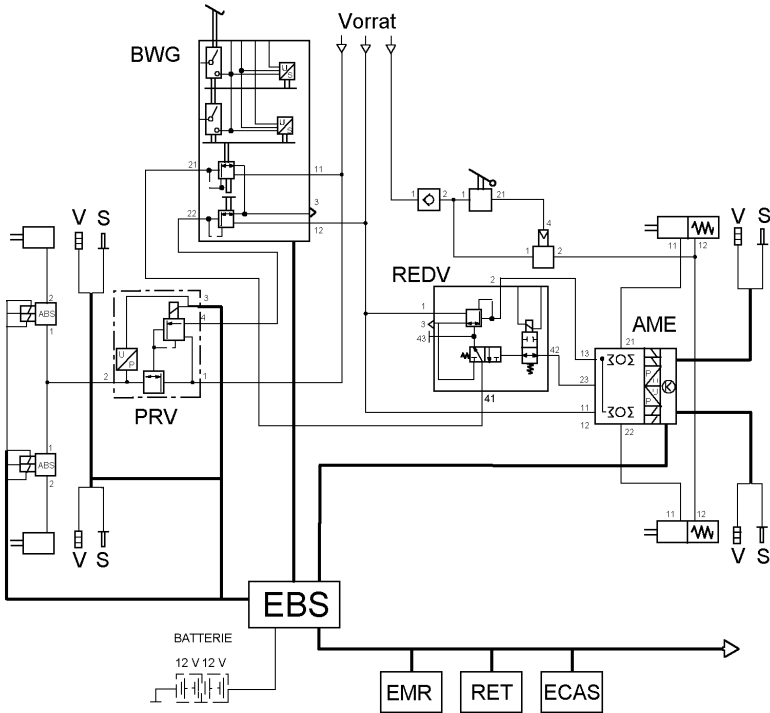 Vorrat
BWG
U
S
U
S
21
11
3
22
12
1
2
1
21
4
1
2
V
S
2
ABS
1
3
4
U
P
2
1
PRV
REDV
2
1
3
43
42
41
11
12
V
S
AME
21
13
23
11
12
22
P
U
P
U
K
1
ABS
2
V
S
11
12
V
S
EBS
BATTERIE
12 V
12 V
EMR
RET
ECAS